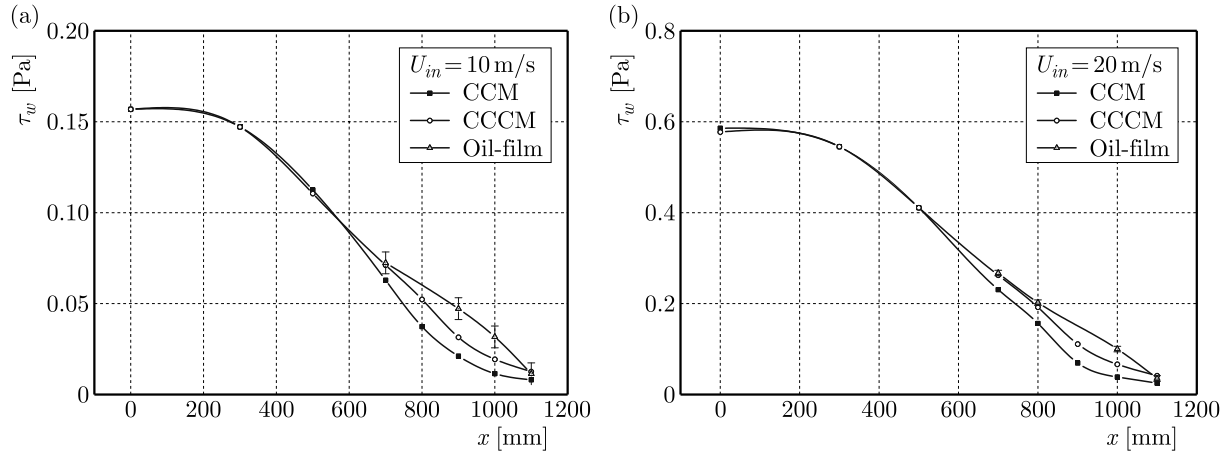 (a)
τw [Pa]
0.20
0.15
0.10
0.05
0
Uin = 10 m/s
CCM
CCCM
Oil-film
0 200 400 600 800 1000 1200
x [mm]
(b)
τw [Pa]
0.8
0.6
0.4
0.2
0
Uin = 20 m/s
CCM
CCCM
Oil-film
0 200 400 600 800 1000 1200
x [mm]